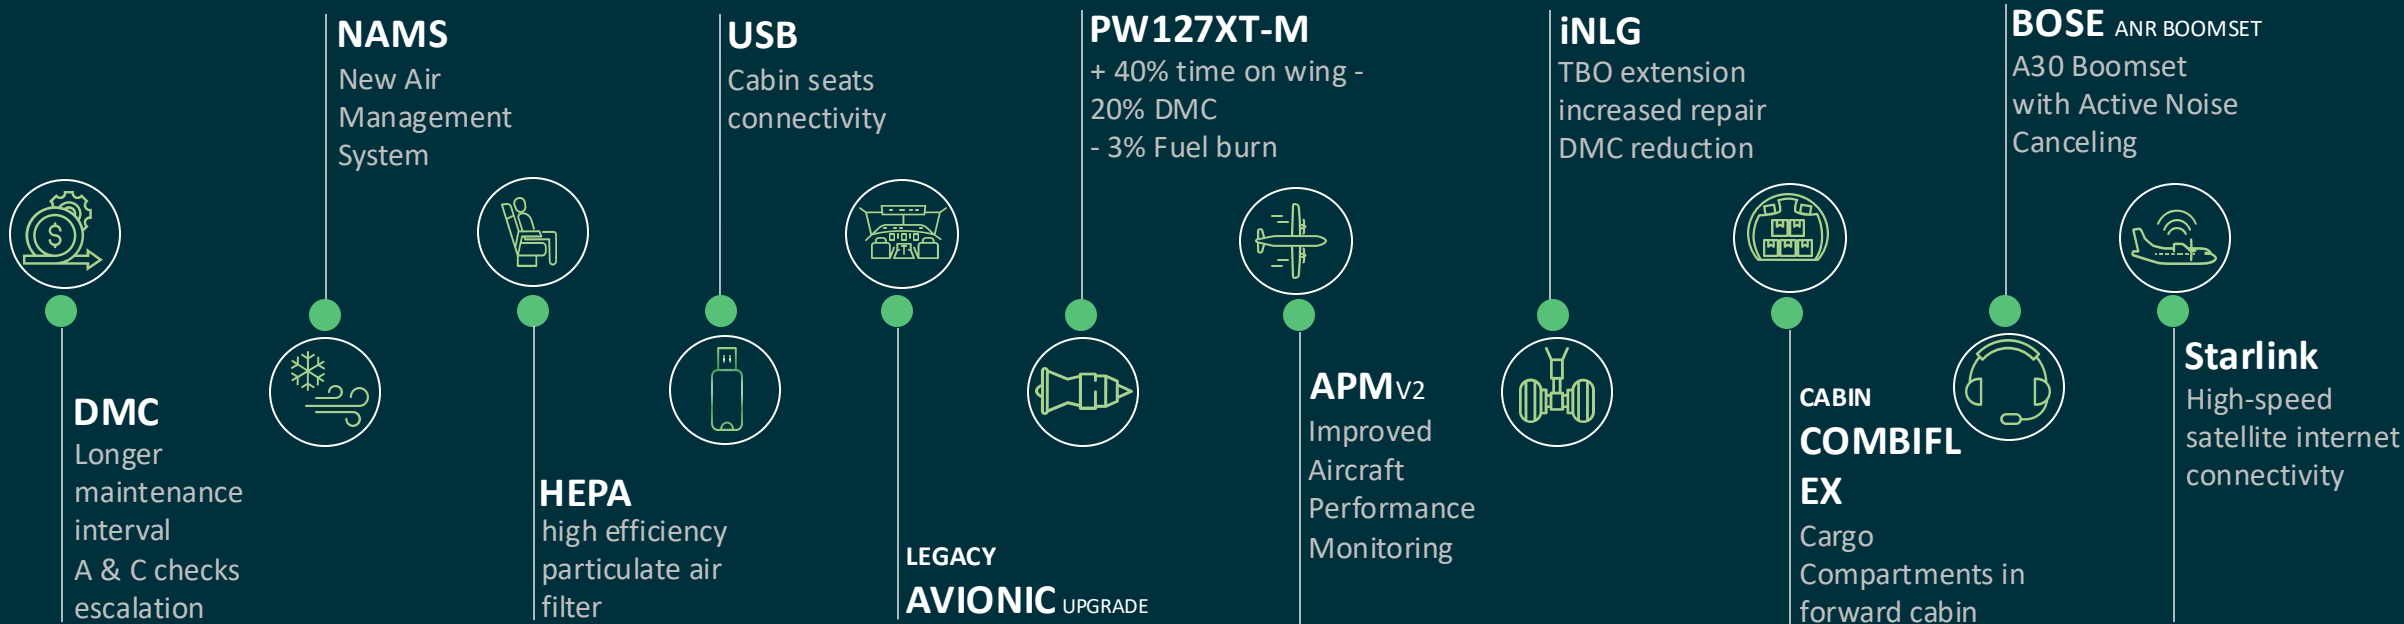 DMC
Longer
maintenance
interval
A & C checks
escalation
NAMS
New Air
Management
System
HEPA
high efficiency
particulate air
filter
USB
Cabin seats
connectivity
LEGACY
AVIONIC UPGRADE
PW127XT-M
+ 40% time on wing -
20% DMC
- 3% Fuel burn
APM V2
Improved
Aircraft
Performance
Monitoring
iNLG
TBO extension
increased repair
DMC reduction
CABIN
COMBIFL
EX
Cargo
Compartments in
forward cabin
BOSE ANR BOOMSET
A30 Boomset
with Active Noise
Canceling
Starlink
High-speed
satellite internet
connectivity